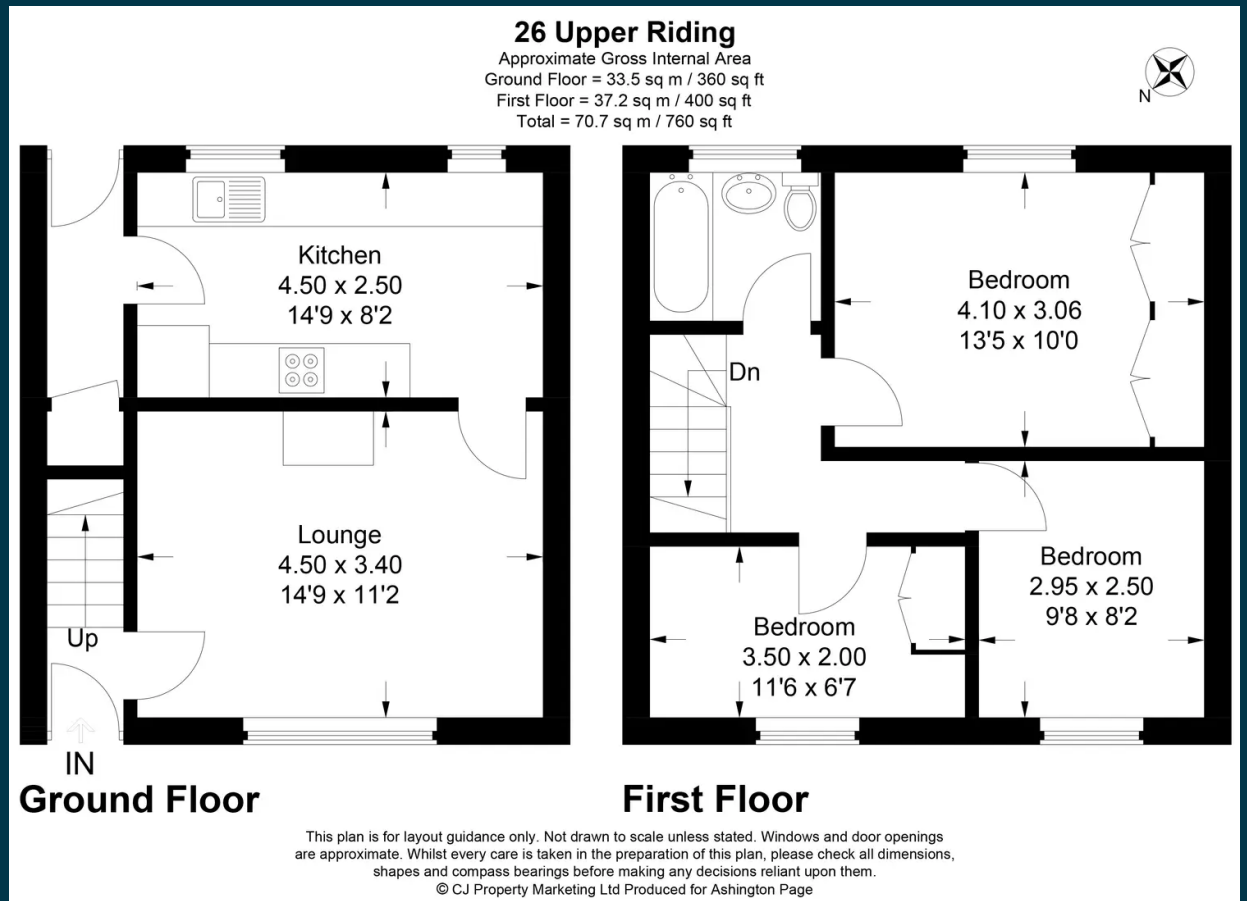 26 Upper Riding
Approximate Gross Internal Area
Ground Floor = 33.5 sq m / 360 sq ft
First Floor = 37.2 sq m / 400 sq ft
Total = 70.7 sq m / 760 sq ft
N
Kitchen
4.50 x 2.50
14'9 x 8'2
Lounge
4.50 x 3.40
14'9 x 11'2
Up
IN
Ground Floor
Dn
Bedroom
4.10 x 3.06
13'5 x 10'0
Bedroom
2.95 x 2.50
9'8 x 8'2
Bedroom
3.50 x 2.00
11'6 x 6'7
First Floor
This plan is for layout guidance only. Not drawn to scale unless stated. Windows and door openings
are approximate. Whilst every care is taken in the preparation of this plan, please check all dimensions,
shapes and compass bearings before making any decisions reliant upon them.
© CJ Property Marketing Ltd Produced for Ashington Page